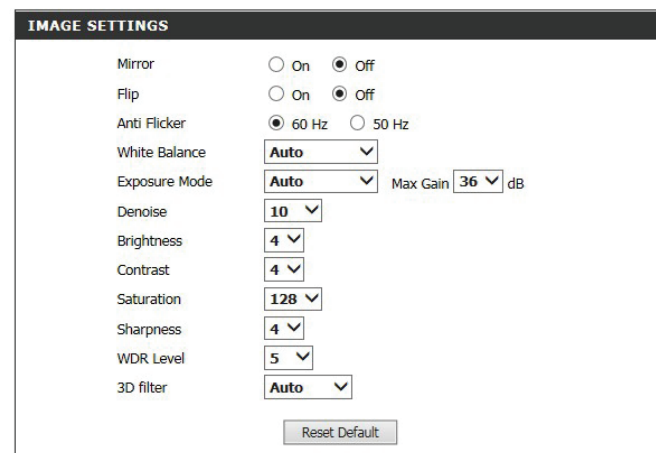 IMAGE SETTINGS
Mirror On Off
Flip On Off
Anti Flicker 60 Hz 50 Hz
White Balance Auto
Exposure Mode Auto Max Gain 36 dB
Denoise 10
Brightness 4
Contrast 4
Saturation 128
Sharpness 4
WDR Level 5
3D filter Auto
Reset Default